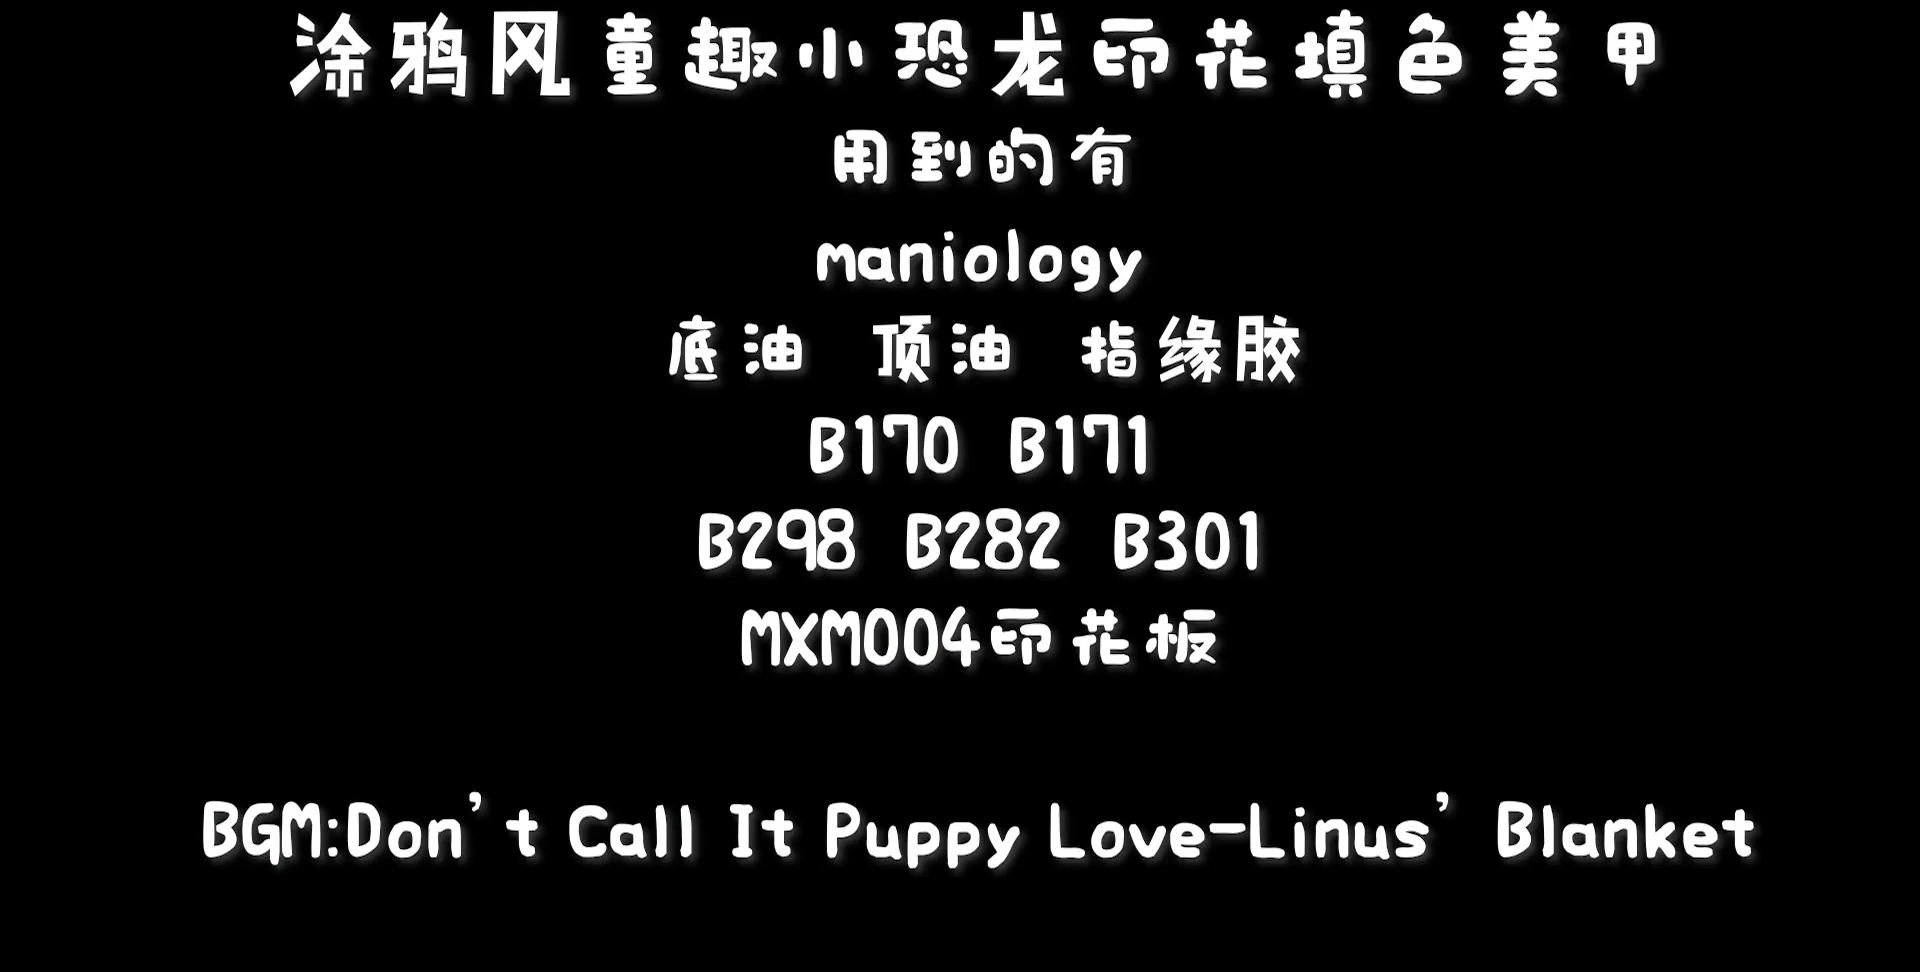 涂鸦风童趣小恐龙印花填色美甲
用到的有
maniology
底油 顶油 指缘胶
B170 B171
B298 B282 B301
MXM004印花板
BGM:Don't Call It Puppy Love-Linus' Blanket